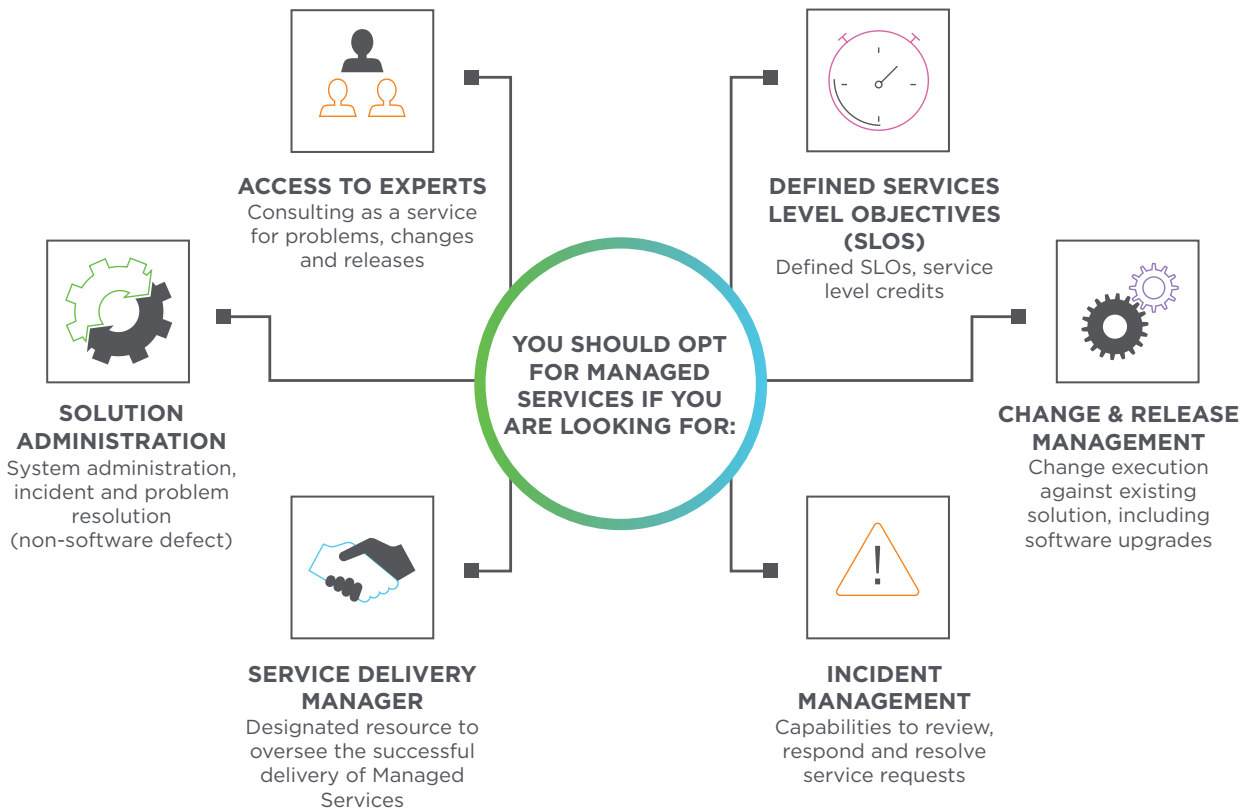 ACCESS TO EXPERTS
Consulting as a service
for problems, changes
and releases
DEFINED SERVICES
LEVEL OBJECTIVES
(SLOS)
Defined SLOs, service
level credits
SOLUTION
ADMINISTRATION
System administration,
incident and problem
resolution
(non-software defect)
YOU SHOULD OPT
FOR MANAGED
SERVICES IF YOU
ARE LOOKING FOR:
CHANGE & RELEASE
MANAGEMENT
Change execution
against existing
solution, including
software upgrades
SERVICE DELIVERY
MANAGER
Designated resource to
oversee the successful
delivery of Managed
Services
!
INCIDENT
MANAGEMENT
Capabilities to review,
respond and resolve
service requests